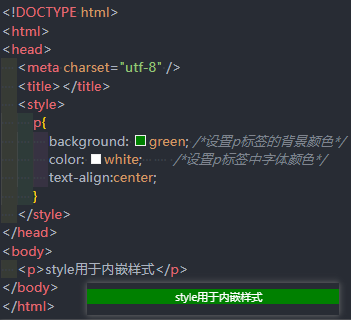 <!DOCTYPE html>
<html>
<head>
<meta charset="utf-8" />
<title></title>
<style>
p{
background: green; /*设置p标签的背景颜色*/
color: white; /*设置p标签中字体颜色*/
text-align:center;
}
</style>
</head>
<body>
<p>style用于内嵌样式</p>
</body>
style用于内嵌样式
</html>